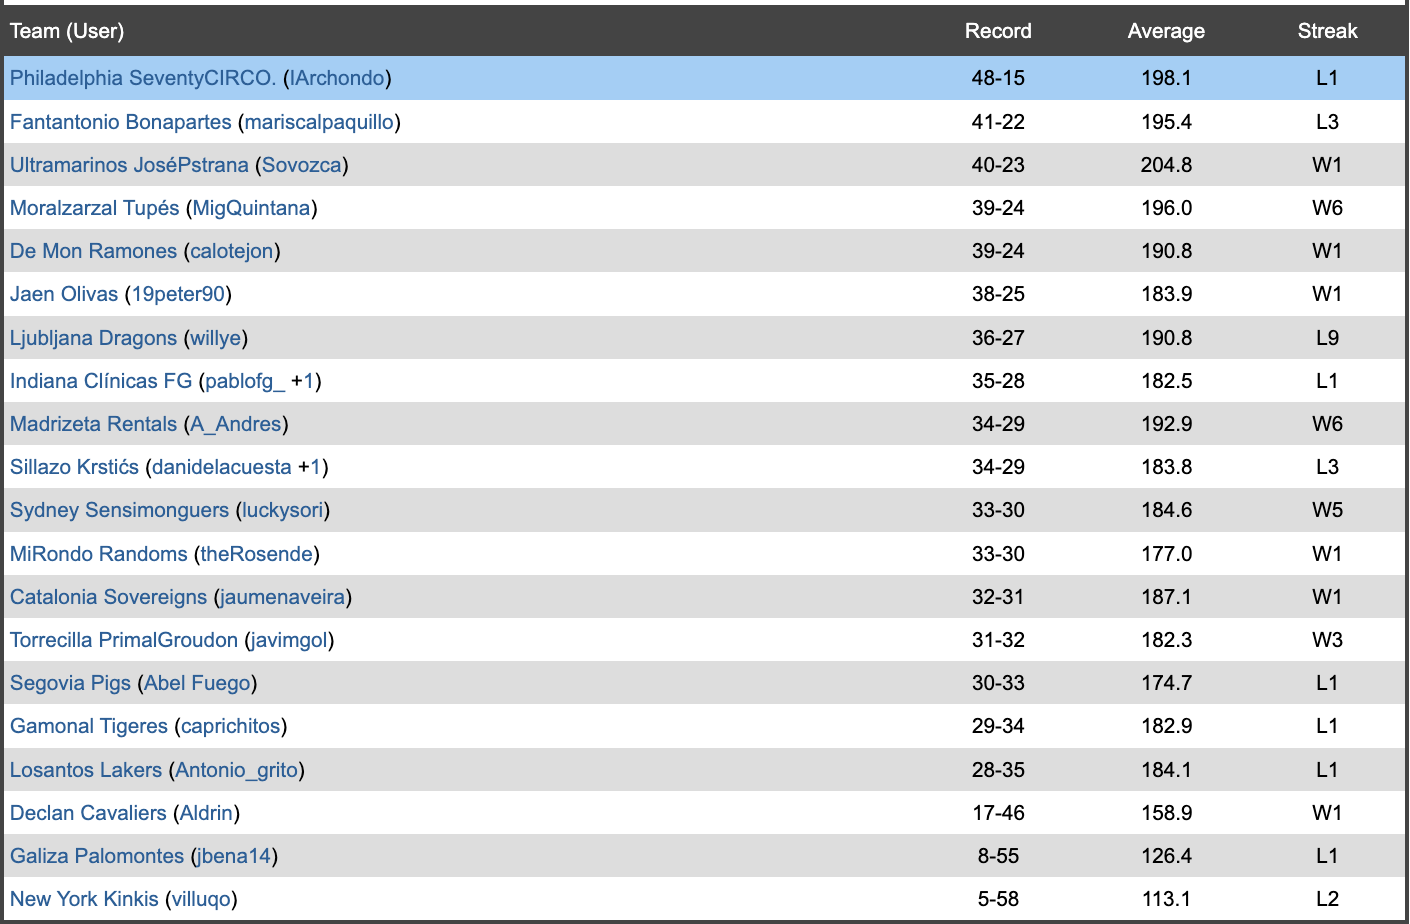 Team (User) Record Average Streak
Philadelphia SeventyCIRCO. (IArchondo) 48-15 198.1 L1
Fantantonio Bonapartes (mariscalpaquillo) 41-22 195.4 L3
Ultramarinos JoséPstrana (Sovozca) 40-23 204.8 W1
Moralzarzal Tupés (MigQuintana) 39-24 196.0 W6
De Mon Ramones (calotejon) 39-24 190.8 W1
Jaen Olivas (19peter90) 38-25 183.9 W1
Ljubljana Dragons (willye) 36-27 190.8 L9
Indiana Clínicas FG (pablofg_ +1) 35-28 182.5 L1
Madrizeta Rentals (A_Andres) 34-29 192.9 W6
Sillazo Krstićs (danidelacuesta +1) 34-29 183.8 L3
Sydney Sensimonguers (luckysori) 33-30 184.6 W5
MiRondo Randoms (theRosende) 33-30 177.0 W1
Catalonia Sovereigns (jaumenaveira) 32-31 187.1 W1
Torrecilla PrimalGroudon (javimgol) 31-32 182.3 W3
Segovia Pigs (Abel Fuego) 30-33 174.7 L1
Gamonal Tigeres (caprichitos) 29-34 182.9 L1
Losantos Lakers (Antonio_grito) 28-35 184.1 L1
Declan Cavaliers (Aldrin) 17-46 158.9 W1
Galiza Palomontes (jbena14) 8-55 126.4 L1
New York Kinkis (villuqo) 5-58 113.1 L2